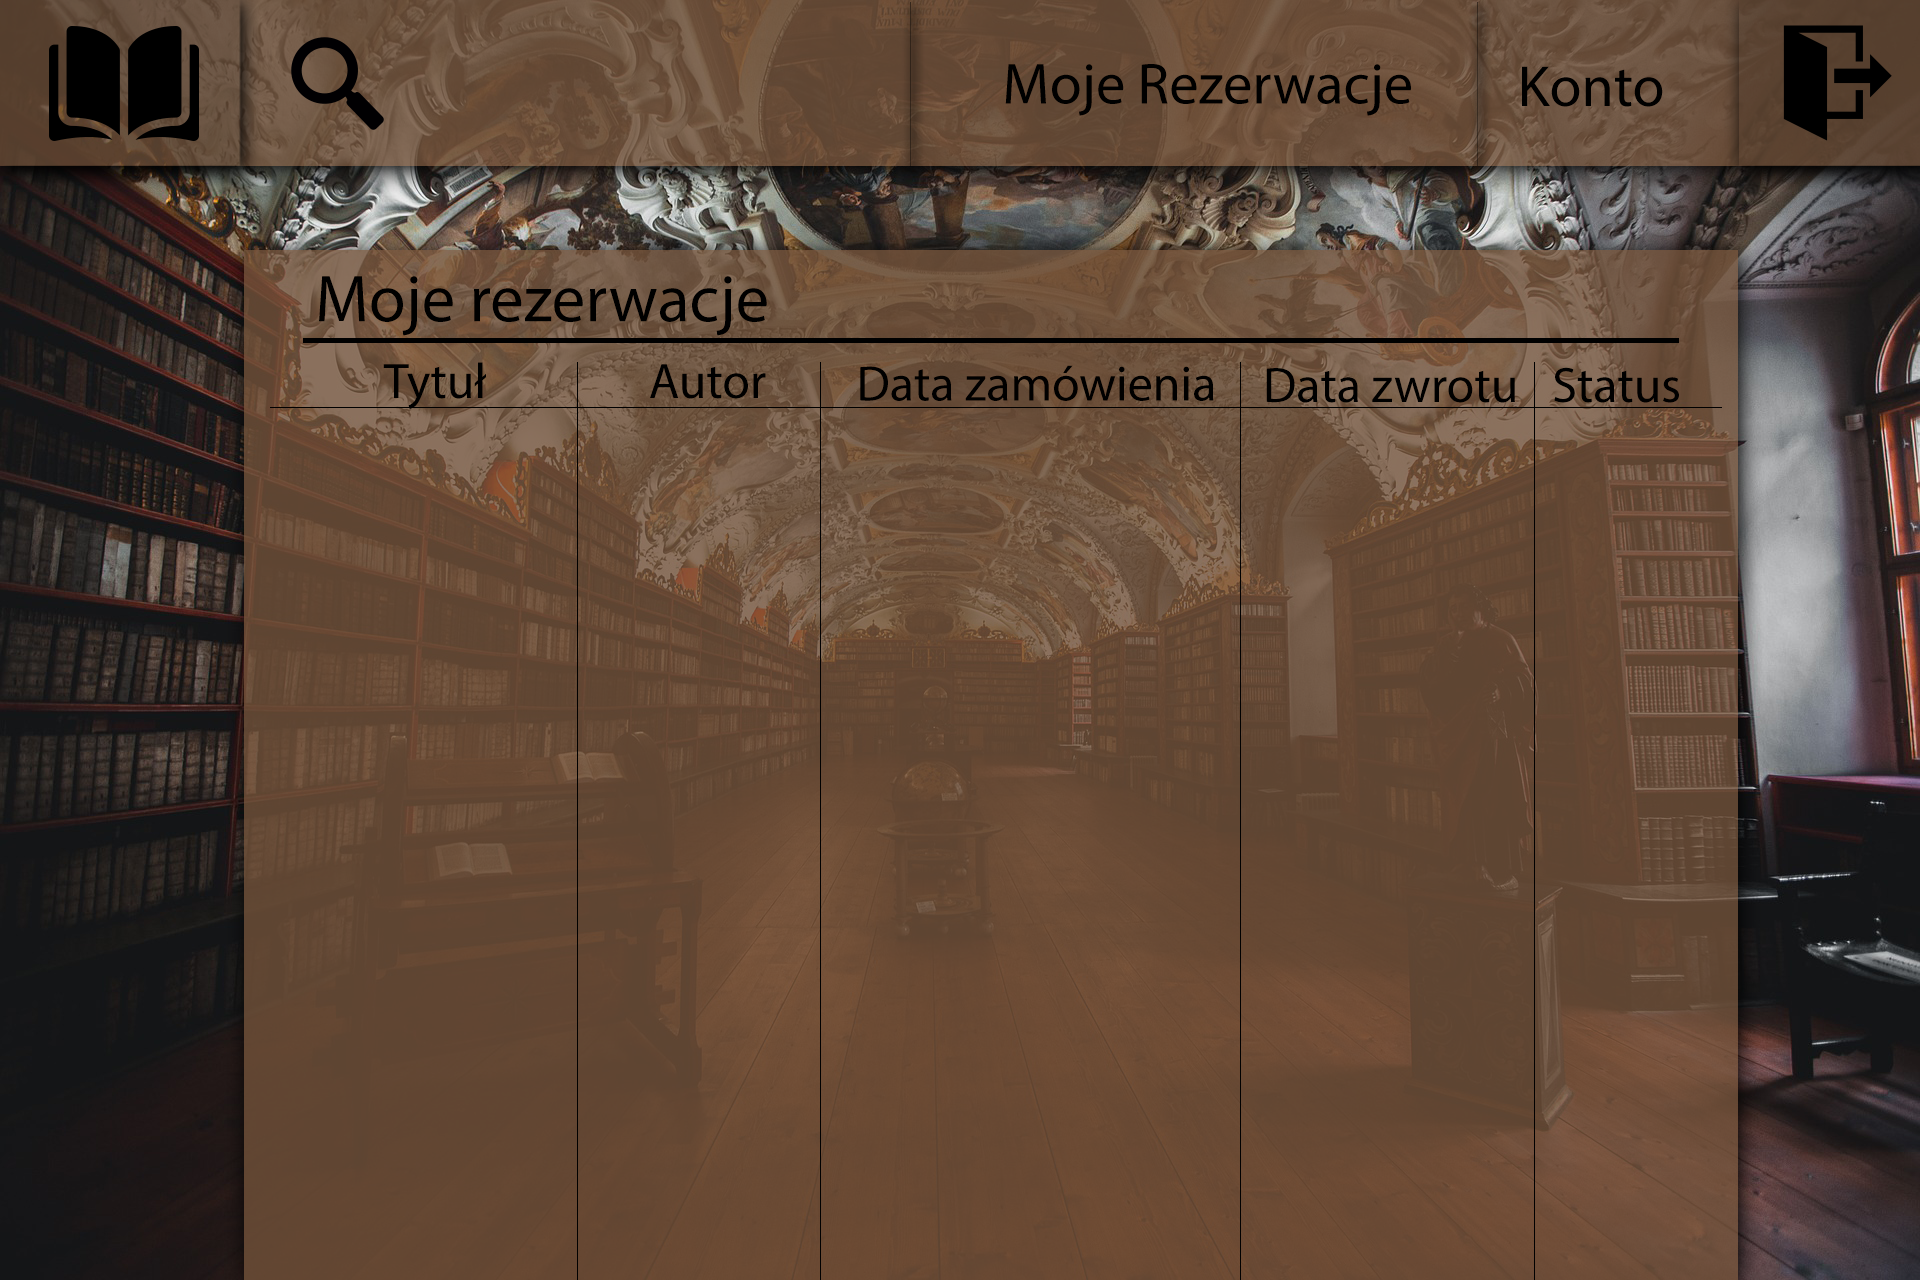 Moje Rezerwacje
Konto
Moje rezerwacje
Tytuł Autor Data zamówienia Data zwrotu Status